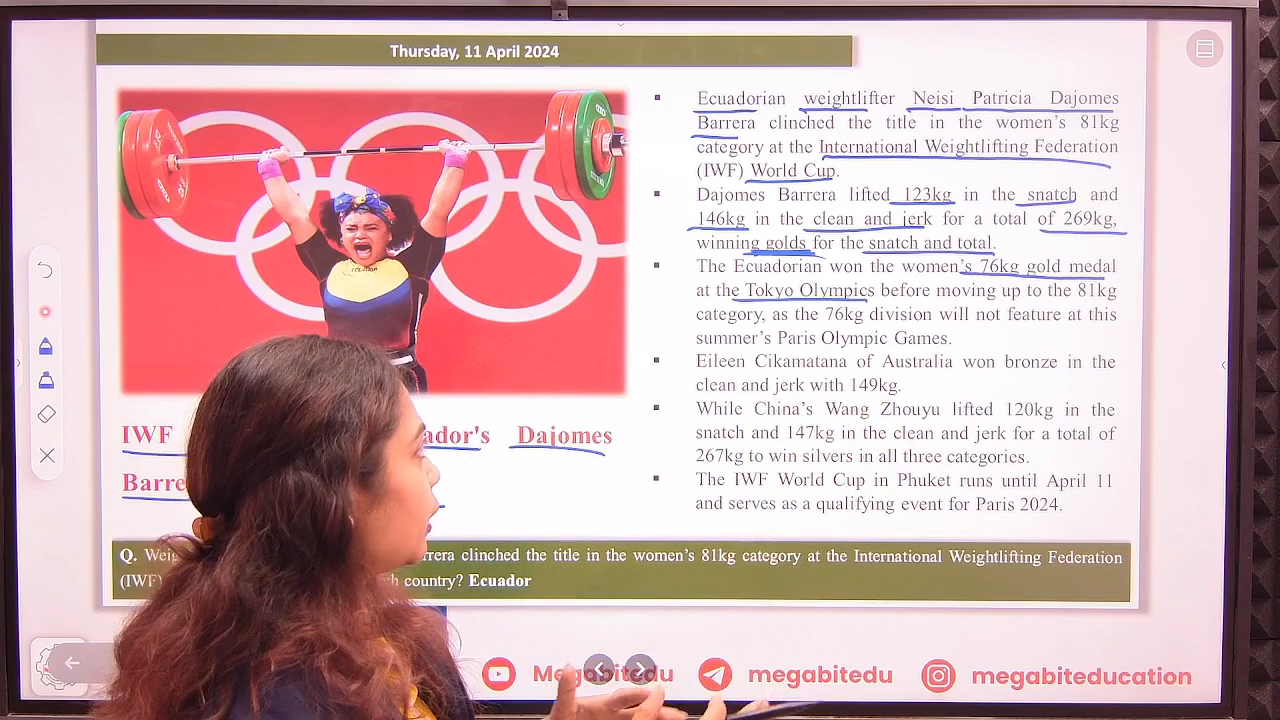 Thursday, 11 April 2024
ECUADOR
IWF ador's Dajomes
Barre
Ecuadorian weightlifter Neisi Patricia Dajomes
Barrera clinched the title in the women's 81kg
category at the International Weightlifting Federation
(IWF) World Cup.
Dajomes Barrera lifted 123kg in the snatch and
146kg in the clean and jerk for a total of 269kg,
winning golds for the snatch and total.
The Ecuadorian won the women's 76kg gold medal
at the Tokyo Olympics before moving up to the 81kg
category, as the 76kg division will not feature at this
summer's Paris Olympic Games.
Eileen Cikamatana of Australia won bronze in the
clean and jerk with 149kg.
While China's Wang Zhouyu lifted 120kg in the
snatch and 147kg in the clean and jerk for a total of
267kg to win silvers in all three categories.
The IWF World Cup in Phuket runs until April 11
and serves as a qualifying event for Paris 2024.
Q. Weig rrera clinched the title in the women's 81kg category at the International Weightlifting Federation
(IWF) ch country? Ecuador
Megabitedu megabitedu megabiteducation